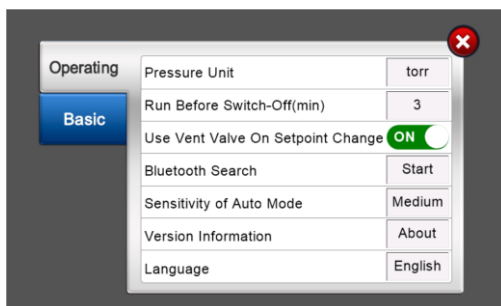 Operating
Basic
Pressure Unit torr
Run Before Switch-Off(min) 3
Use Vent Valve On Setpoint Change ON
Bluetooth Search Start
Sensitivity of Auto Mode Medium
Version Information About
Language English